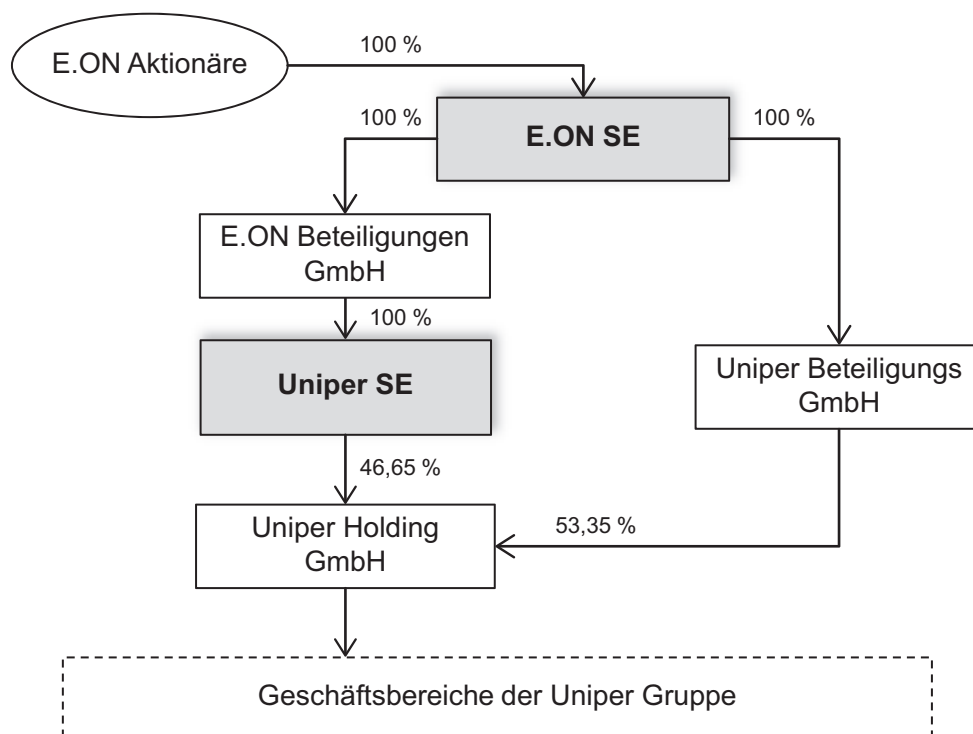 E.ON Aktionäre
100 %
E.ON SE
100 %
100 %
E.ON Beteiligungen
GmbH
100 %
Uniper SE
Uniper Beteiligungs
GmbH
46,65 %
53,35 %
Uniper Holding
GmbH
Geschäftsbereiche der Uniper Gruppe